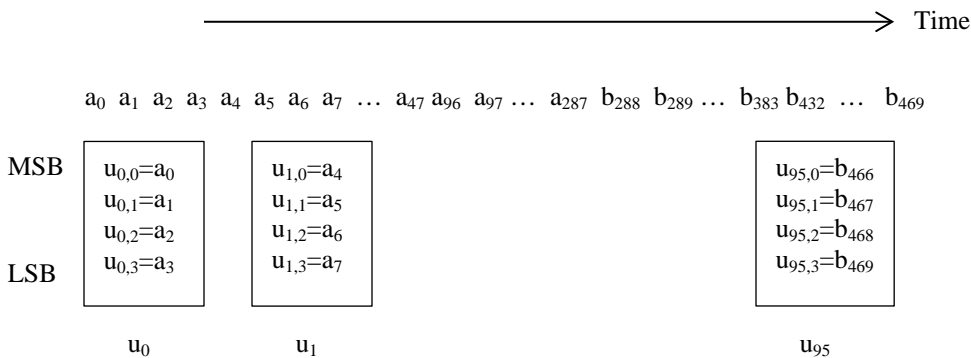 Time
a₀ a₁ a₂ a₃ a₄ a₅ a₆ a₇ … a₄₇ a₉₆ a₉₇ … a₂₈₇ b₂₈₈ b₂₈₉ … b₃₈₃ b₄₃₂ … b₄₆₉
MSB u₀,₀=a₀ u₁,₀=a₄ u₉₅,₀=b₄₆₆
u₀,₁=a₁ u₁,₁=a₅ u₉₅,₁=b₄₆₇
u₀,₂=a₂ u₁,₂=a₆ u₉₅,₂=b₄₆₈
LSB u₀,₃=a₃ u₁,₃=a₇ u₉₅,₃=b₄₆₉
u₀ u₁ u₉₅